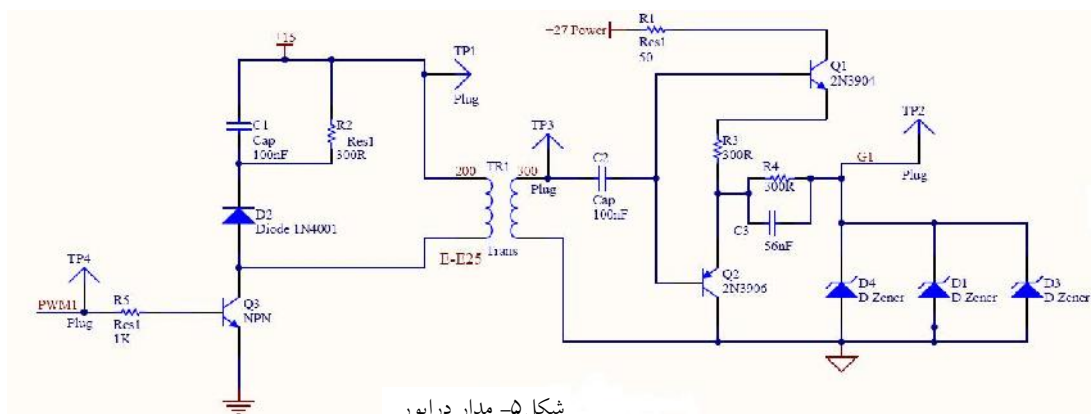 +15
TP1
Plug
C1
Cap
100nF
R2
Res1
300R
D2
Diode 1N4001
TP4
PWM1
Plug
R5
Res1
1K
Q3
NPN
200
TR1
300
E-E25
Trans
TP3
Plug
C2
Cap
100nF
+27 Power
R1
Res1
50
Q1
2N3904
R3
300R
R4
300R
C3
56nF
G1
TP2
Plug
Q2
2N3906
D4
D Zener
D1
D Zener
D3
D Zener
شکل ۵- مدار درایور